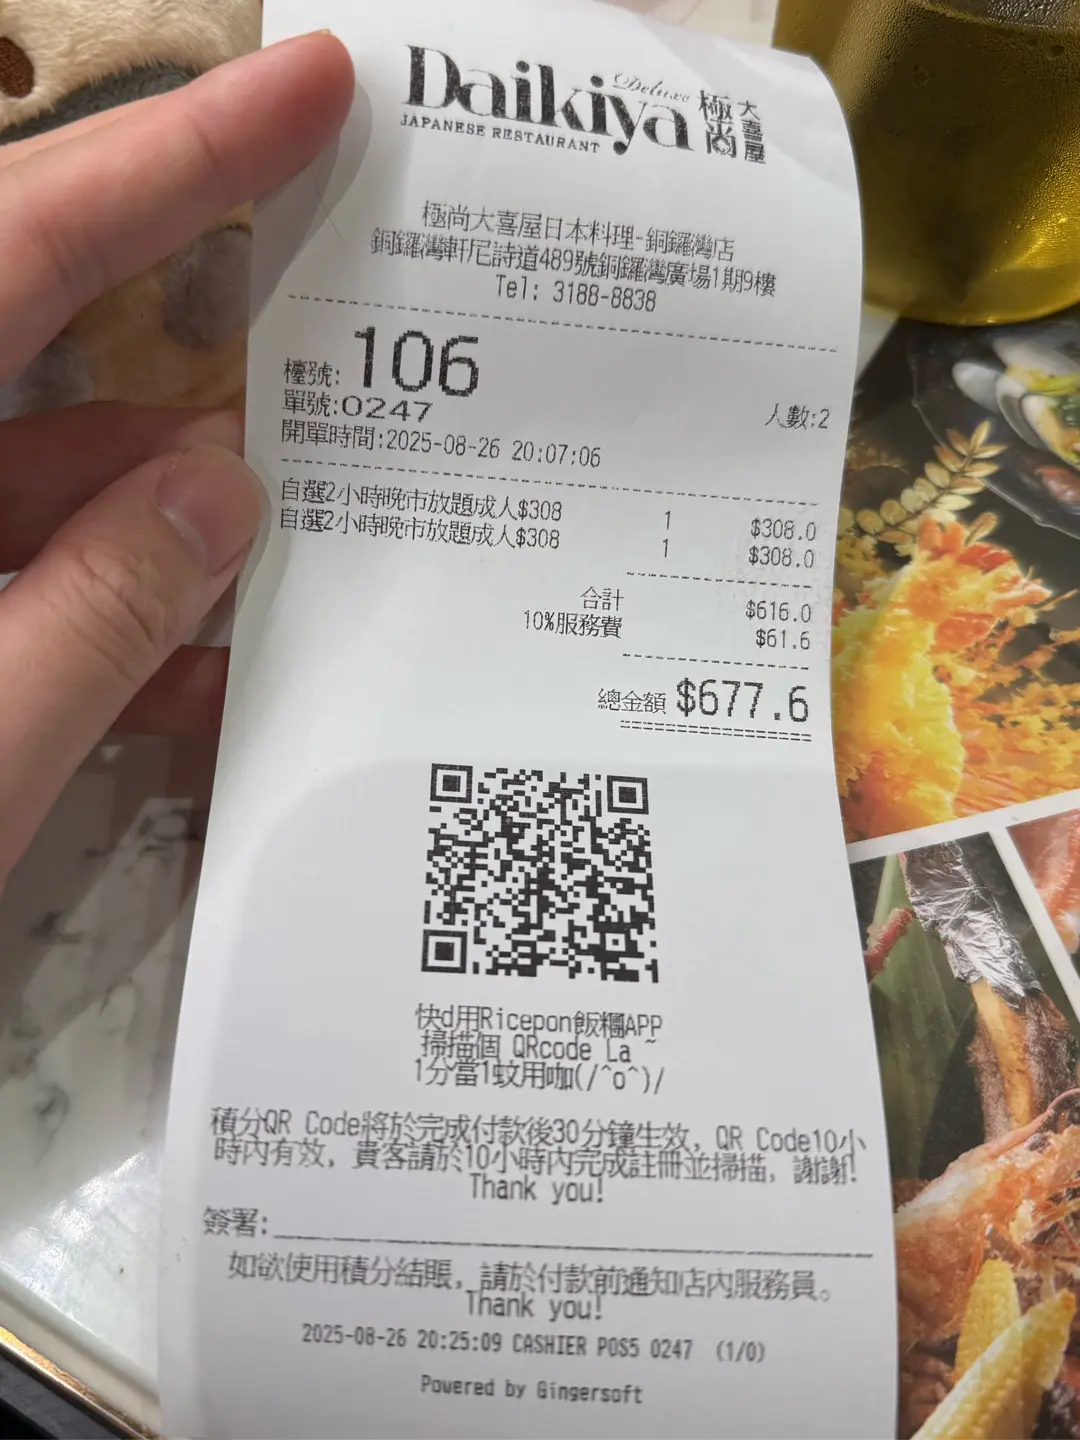 Daikiya Deluxe 極尚 大喜屋
JAPANESE RESTAURANT
極尚大喜屋日本料理-銅鑼灣店
銅鑼灣軒尼詩道489號銅鑼灣廣場1期9樓
Tel: 3188-8838
檯號: 106
單號:0247 人數:2
開單時間:2025-08-26 20:07:06
自選2小時晚市放題成人$308 1 $308.0
自選2小時晚市放題成人$308 1 $308.0
合計 $616.0
10%服務費 $61.6
總金額 $677.6
快d用Ricepon飯糰APP
掃描個 QRcode La ~
1分當1蚊用咖(/^o^)/
積分QR Code將於完成付款後30分鐘生效, QR Code10小
時內有效, 貴客請於10小時內完成註冊並掃描, 謝謝!
Thank you!
簽署:
如欲使用積分結賬, 請於付款前通知店內服務員。
Thank you!
2025-08-26 20:25:09 CASHIER POS5 0247 (1/0)
Powered by Gingersoft